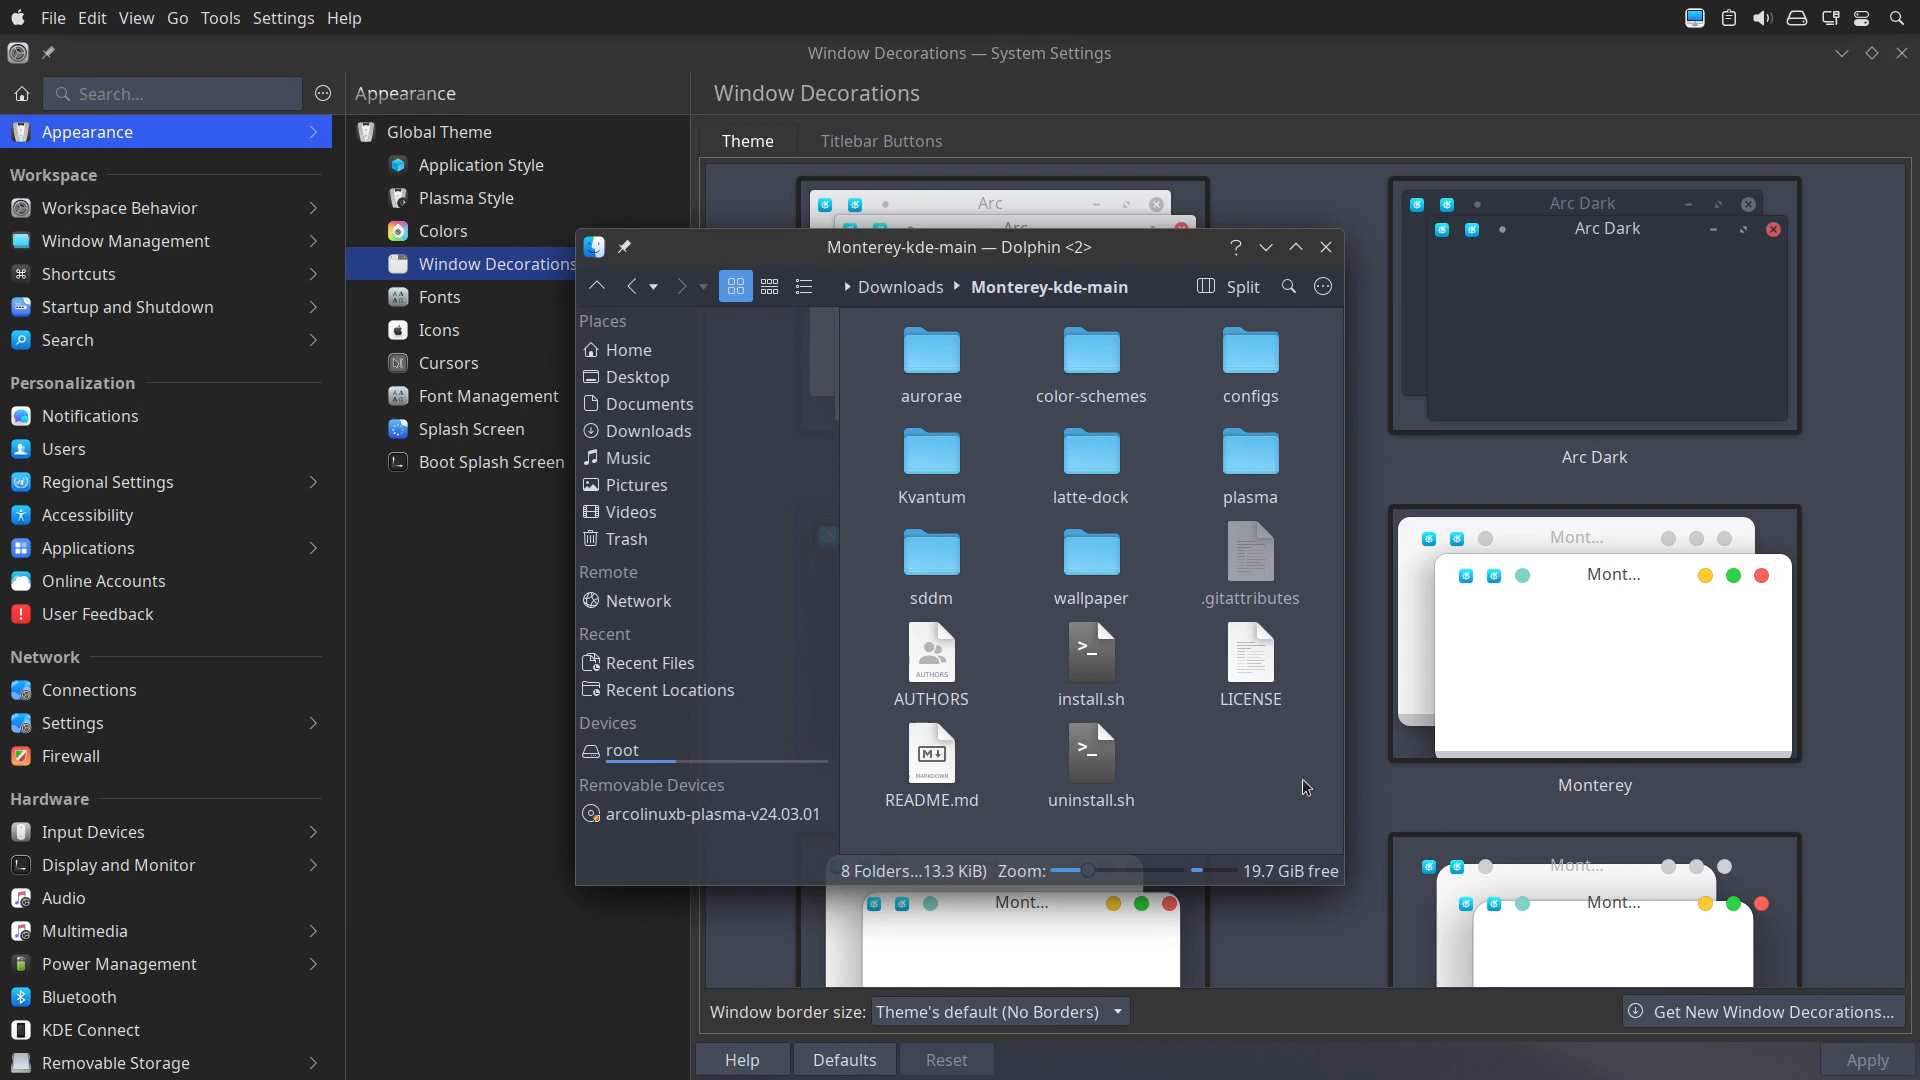 File Edit View Go Tools Settings Help
Window Decorations — System Settings
Search...
Appearance
Window Decorations
Appearance
Workspace
Workspace Behavior
Window Management
Shortcuts
Startup and Shutdown
Search
Personalization
Notifications
Users
Regional Settings
Accessibility
Applications
Online Accounts
User Feedback
Network
Connections
Settings
Firewall
Hardware
Input Devices
Display and Monitor
Audio
Multimedia
Power Management
Bluetooth
KDE Connect
Removable Storage
Global Theme
Application Style
Plasma Style
Colors
Window Decorations
Fonts
Icons
Cursors
Font Management
Splash Screen
Boot Splash Screen
Theme Titlebar Buttons
Arc
Arc
Arc Dark
Arc Dark
Arc Dark
Mont...
Mont...
Monterey
Mont...
Mont...
Mont...
Monterey-kde-main — Dolphin <2>
Downloads Monterey-kde-main
Split
Places
Home
Desktop
Documents
Downloads
Music
Pictures
Videos
Trash
Remote
Network
Recent
Recent Files
Recent Locations
Devices
root
Removable Devices
arcolinuxb-plasma-v24.03.01
aurorae color-schemes configs
Kvantum latte-dock plasma
sddm wallpaper .gitattributes
AUTHORS
AUTHORS install.sh LICENSE
MARKDOWN
README.md uninstall.sh
8 Folders...13.3 KiB) Zoom: 19.7 GiB free
Window border size: Theme's default (No Borders)
Get New Window Decorations...
Help Defaults Reset Apply